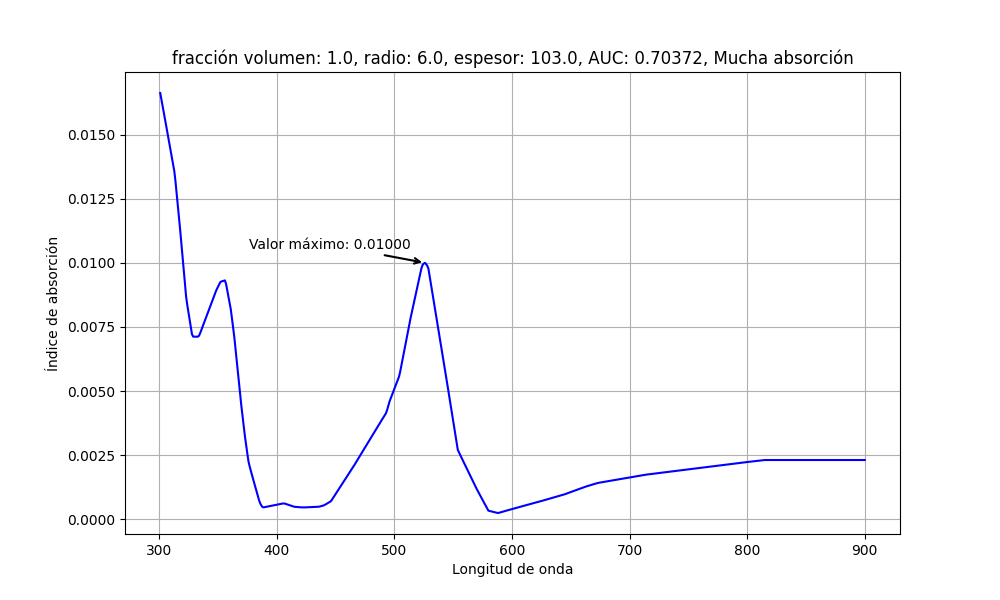 fracción volumen: 1.0, radio: 6.0, espesor: 103.0, AUC: 0.70372, Mucha absorción
0.0150
0.0125
Valor máximo: 0.01000
0.0100
0.0075
0.0050
0.0025
0.0000
Índice de absorción
300 400 500 600 700 800 900
Longitud de onda